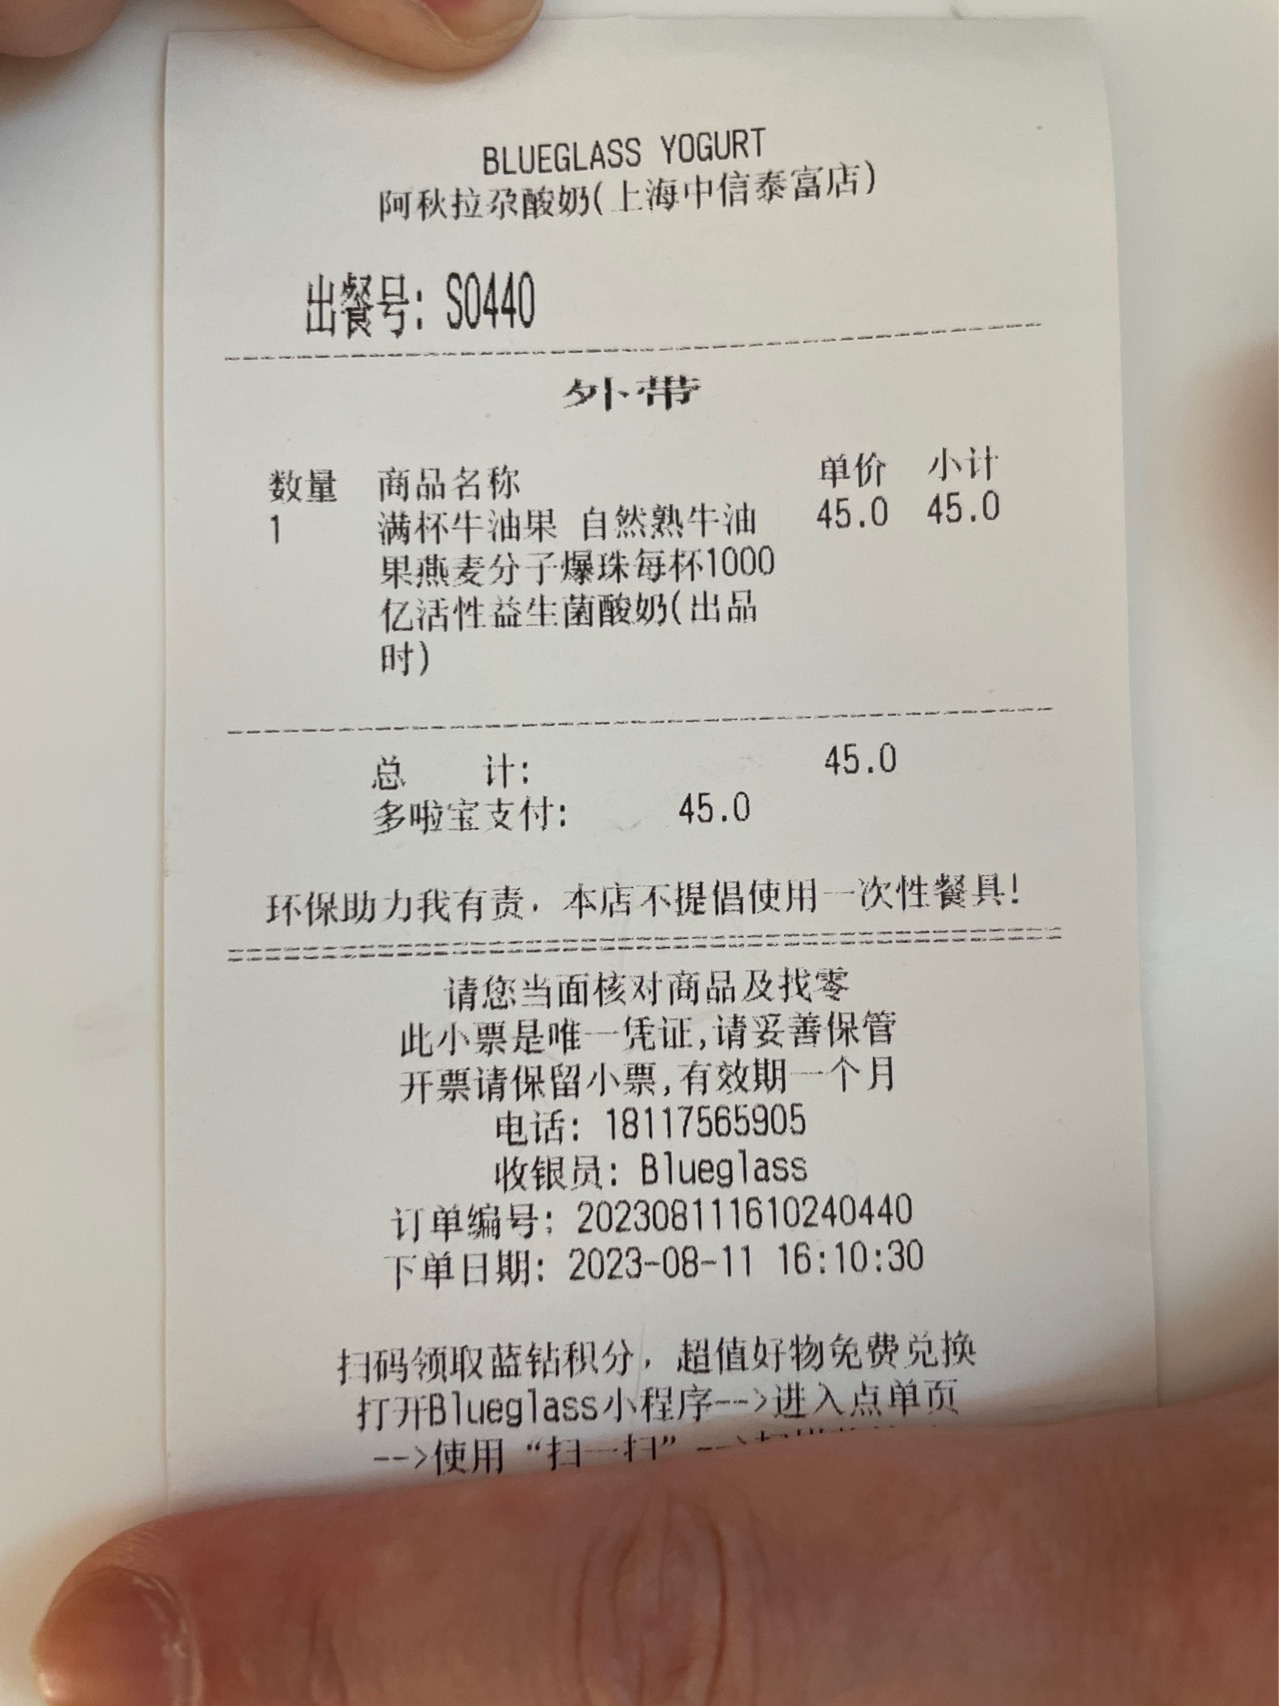 BLUEGLASS YOGURT
阿秋拉尕酸奶(上海中信泰富店)
出餐号: S0440
外带
数量 商品名称 单价 小计
1 满杯牛油果 自然熟牛油 45.0 45.0
果燕麦分子爆珠每杯1000
亿活性益生菌酸奶(出品
时)
总 计: 45.0
多啦宝支付: 45.0
环保助力我有责，本店不提倡使用一次性餐具!
请您当面核对商品及找零
此小票是唯一凭证,请妥善保管
开票请保留小票,有效期一个月
电话: 18117565905
收银员: Blueglass
订单编号: 202308111610240440
下单日期: 2023-08-11 16:10:30
扫码领取蓝钻积分，超值好物免费兑换
打开Blueglass小程序-->进入点单页
-->使用“扫一扫”-->